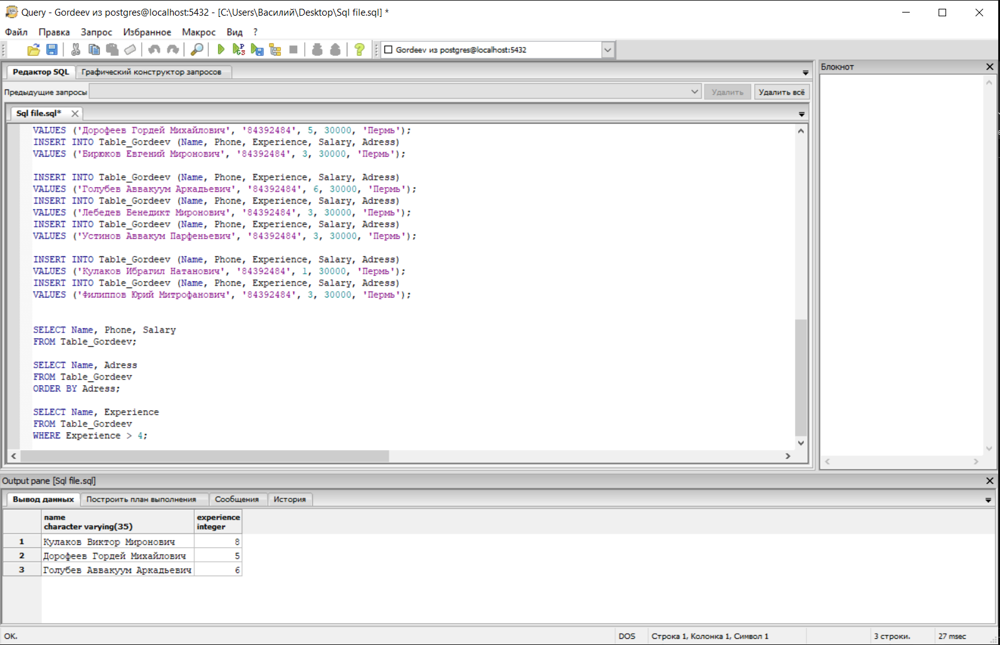 Query - Gordeev из postgres@localhost:5432 - [C:\Users\Василий\Desktop\Sql file.sql] *
Файл Правка Запрос Избранное Макрос Вид ?
Gordeev из postgres@localhost:5432
Редактор SQL Графический конструктор запросов
Блокнот
Предыдущие запросы Удалить Удалить всё
Sql file.sql*
VALUES ('Дорофеев Гордей Михайлович', '84392484', 5, 30000, 'Пермь');
INSERT INTO Table_Gordeev (Name, Phone, Experience, Salary, Adress)
VALUES ('Бирюков Евгений Миронович', '84392484', 3, 30000, 'Пермь');
INSERT INTO Table_Gordeev (Name, Phone, Experience, Salary, Adress)
VALUES ('Голубев Аввакуум Аркадьевич', '84392484', 6, 30000, 'Пермь');
INSERT INTO Table_Gordeev (Name, Phone, Experience, Salary, Adress)
VALUES ('Лебедев Бенедикт Миронович', '84392484', 3, 30000, 'Пермь');
INSERT INTO Table_Gordeev (Name, Phone, Experience, Salary, Adress)
VALUES ('Устинов Аввакум Парфеньевич', '84392484', 3, 30000, 'Пермь');
INSERT INTO Table_Gordeev (Name, Phone, Experience, Salary, Adress)
VALUES ('Кулаков Ибрагил Натанович', '84392484', 1, 30000, 'Пермь');
INSERT INTO Table_Gordeev (Name, Phone, Experience, Salary, Adress)
VALUES ('Филиппов Юрий Митрофанович', '84392484', 3, 30000, 'Пермь');
SELECT Name, Phone, Salary
FROM Table_Gordeev;
SELECT Name, Adress
FROM Table_Gordeev
ORDER BY Adress;
SELECT Name, Experience
FROM Table_Gordeev
WHERE Experience > 4;
Output pane [Sql file.sql]
Вывод данных Построить план выполнения Сообщения История
name experience
character varying(35) integer
1 Кулаков Виктор Миронович 8
2 Дорофеев Гордей Михайлович 5
3 Голубев Аввакуум Аркадьевич 6
OK. DOS Строка 1, Колонка 1, Символ 1 3 строки. 27 msec